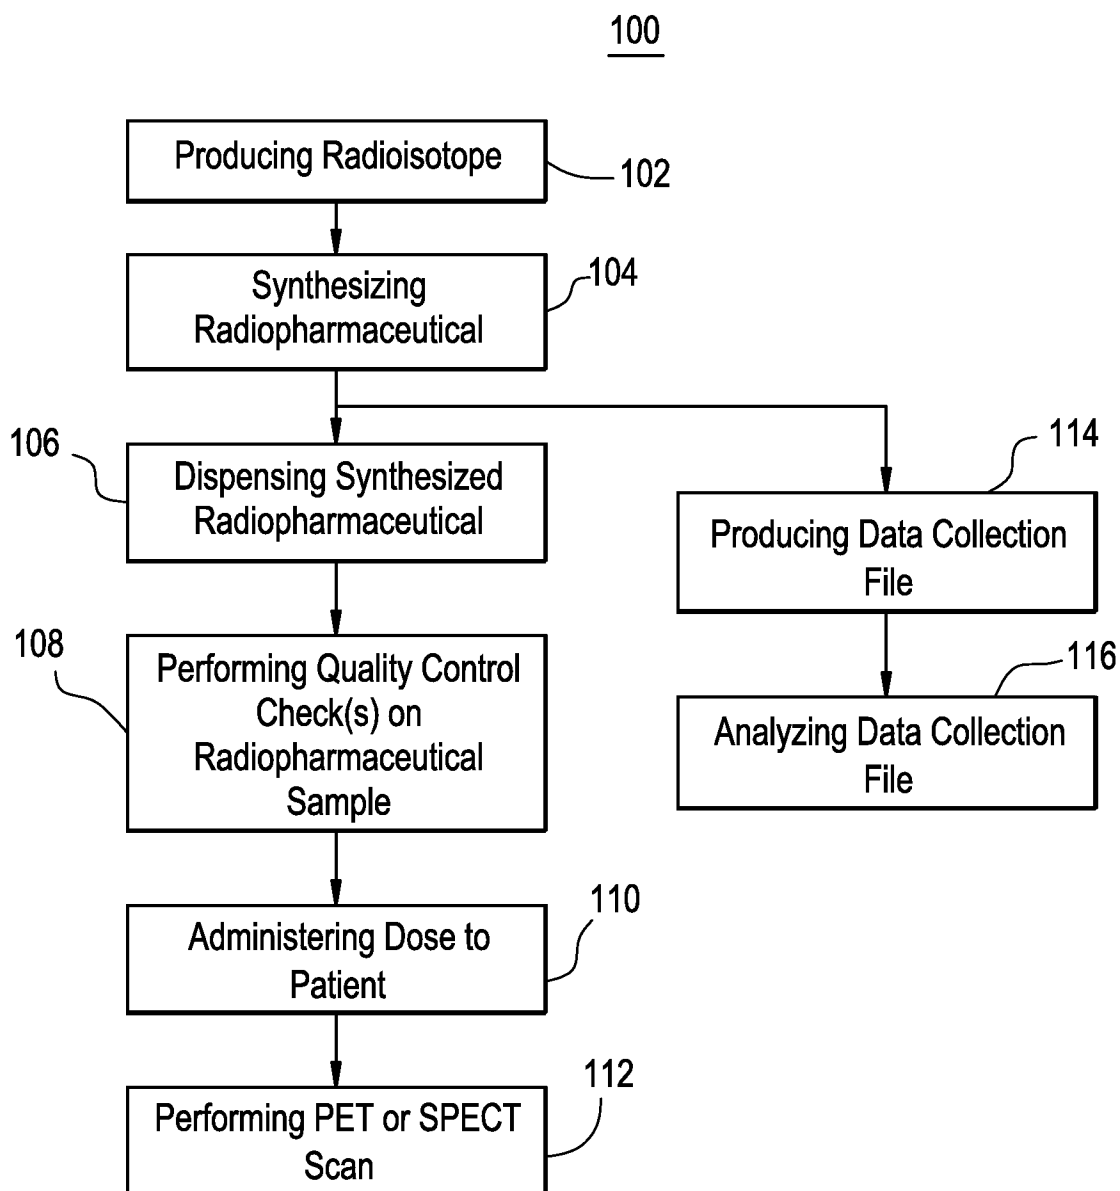 100
Producing Radioisotope
102
Synthesizing
Radiopharmaceutical
104
106
Dispensing Synthesized
Radiopharmaceutical
114
Producing Data Collection
File
108
Performing Quality Control
Check(s) on
Radiopharmaceutical
Sample
116
Analyzing Data Collection
File
110
Administering Dose to
Patient
112
Performing PET or SPECT
Scan